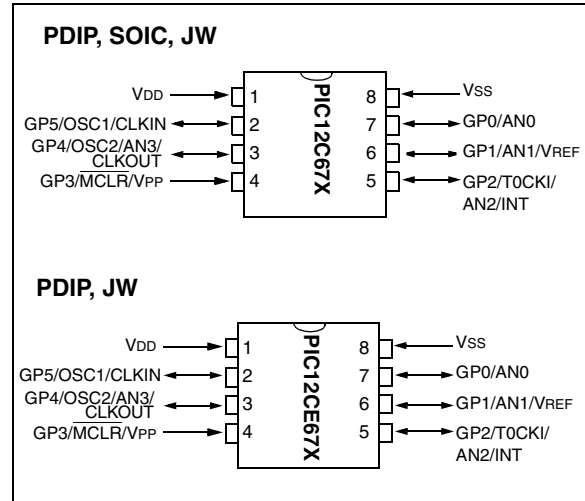 PDIP, SOIC, JW
VDD
1
8
VSS
GP5/OSC1/CLKIN
2
7
GP0/AN0
GP4/OSC2/AN3/
CLKOUT
3
6
GP1/AN1/VREF
GP3/MCLR/VPP
4
5
GP2/T0CKI/
AN2/INT
PIC12C67X
PDIP, JW
VDD
1
8
VSS
GP5/OSC1/CLKIN
2
7
GP0/AN0
GP4/OSC2/AN3/
CLKOUT
3
6
GP1/AN1/VREF
GP3/MCLR/VPP
4
5
GP2/T0CKI/
AN2/INT
PIC12CE67X